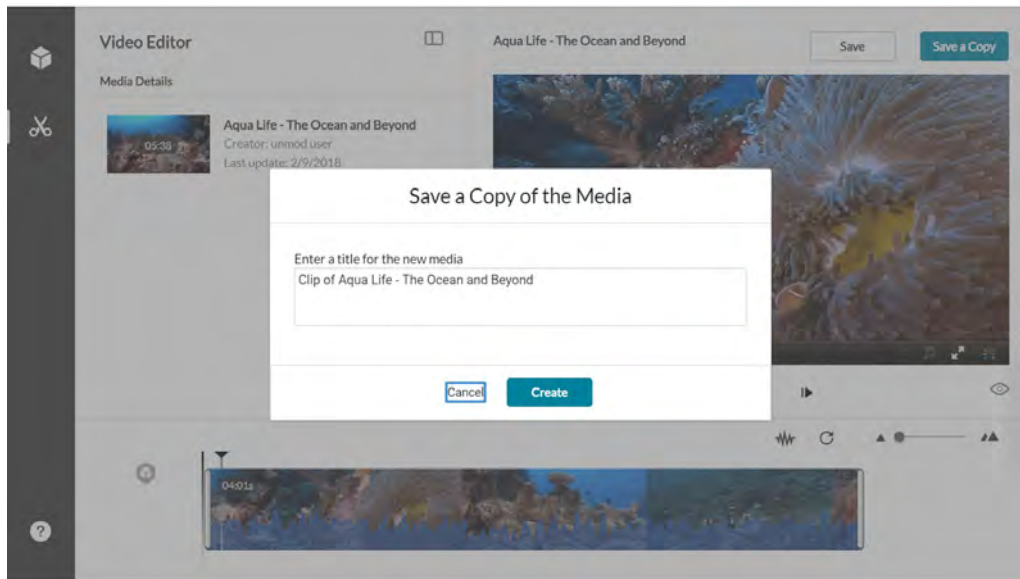 Video Editor
Aqua Life - The Ocean and Beyond
Save
Save a Copy
Media Details
05:38
Aqua Life - The Ocean and Beyond
Creator: unmod user
Last update: 2/9/2018
Save a Copy of the Media
Enter a title for the new media
Clip of Aqua Life - The Ocean and Beyond
Cancel
Create
04:01s
?